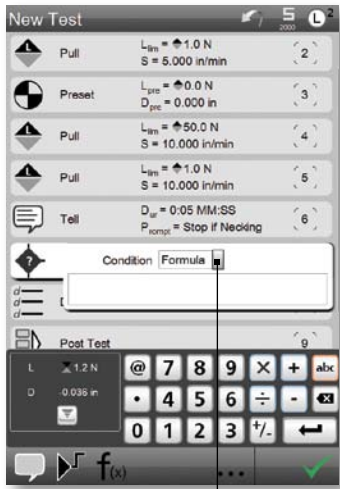 New Test 5 2000 L 2
Pull Llim = 1.0 N 2
S = 5.000 in/min
Preset Lpre = 0.0 N 3
Dpre = 0.000 in
Pull Llim = 50.0 N 4
S = 10.000 in/min
Pull Llim = 1.0 N 5
S = 10.000 in/min
Tell Dur = 0:05 MM:SS 6
Prompt = Stop if Necking
? Condition Formula
d
d
d
Post Test 9
L 1.2 N @ 7 8 9 × + abc
D -0.036 in • 4 5 6 ÷ -
0 1 2 3 +/-
f(x) ...